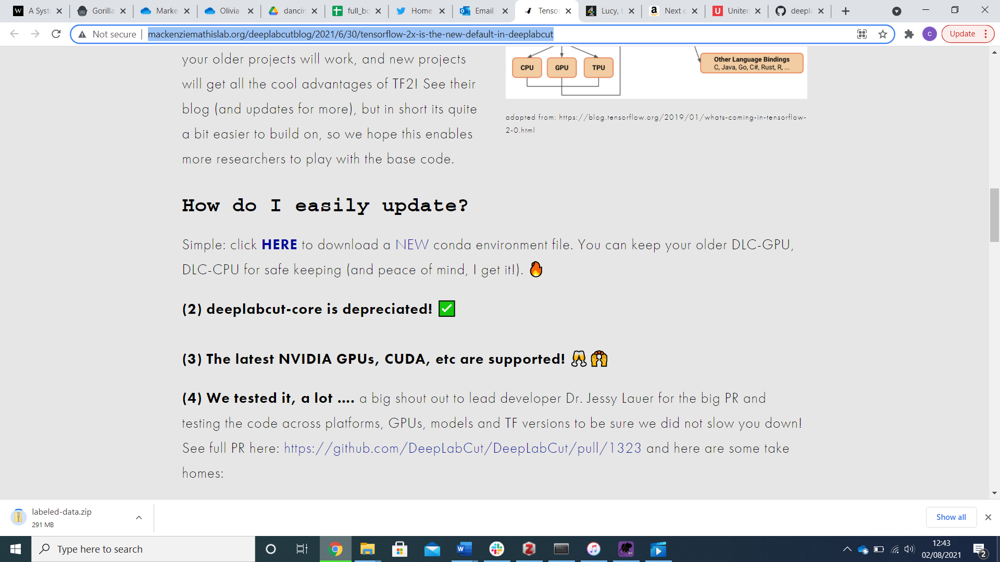 A Syst
Gorilla
Marke
Olivia
dancin
full_bo
Home
Email
Tensor
Lucy, t
Next o
Uniten
deepla
Not secure
mackenziemathislab.org/deeplabcutblog/2021/6/30/tensorflow-2x-is-the-new-default-in-deeplabcut
C
Update
your older projects will work, and new projects
will get all the cool advantages of TF2! See their
blog (and updates for more), but in short its quite
a bit easier to build on, so we hope this enables
more researchers to play with the base code.
CPU
GPU
TPU
Other Language Bindings
C, Java, Go, C#, Rust, R, ...
adapted from: https://blog.tensorflow.org/2019/01/whats-coming-in-tensorflow-
2-0.html
How do I easily update?
Simple: click HERE to download a NEW conda environment file. You can keep your older DLC-GPU,
DLC-CPU for safe keeping (and peace of mind, I get it!). 🔥
(2) deeplabcut-core is depreciated! ✅
(3) The latest NVIDIA GPUs, CUDA, etc are supported! 🥂🙌
(4) We tested it, a lot .... a big shout out to lead developer Dr. Jessy Lauer for the big PR and
testing the code across platforms, GPUs, models and TF versions to be sure we did not slow you down!
See full PR here: https://github.com/DeepLabCut/DeepLabCut/pull/1323 and here are some take
homes:
labeled-data.zip
291 MB
Show all
Type here to search
12:43
02/08/2021
2